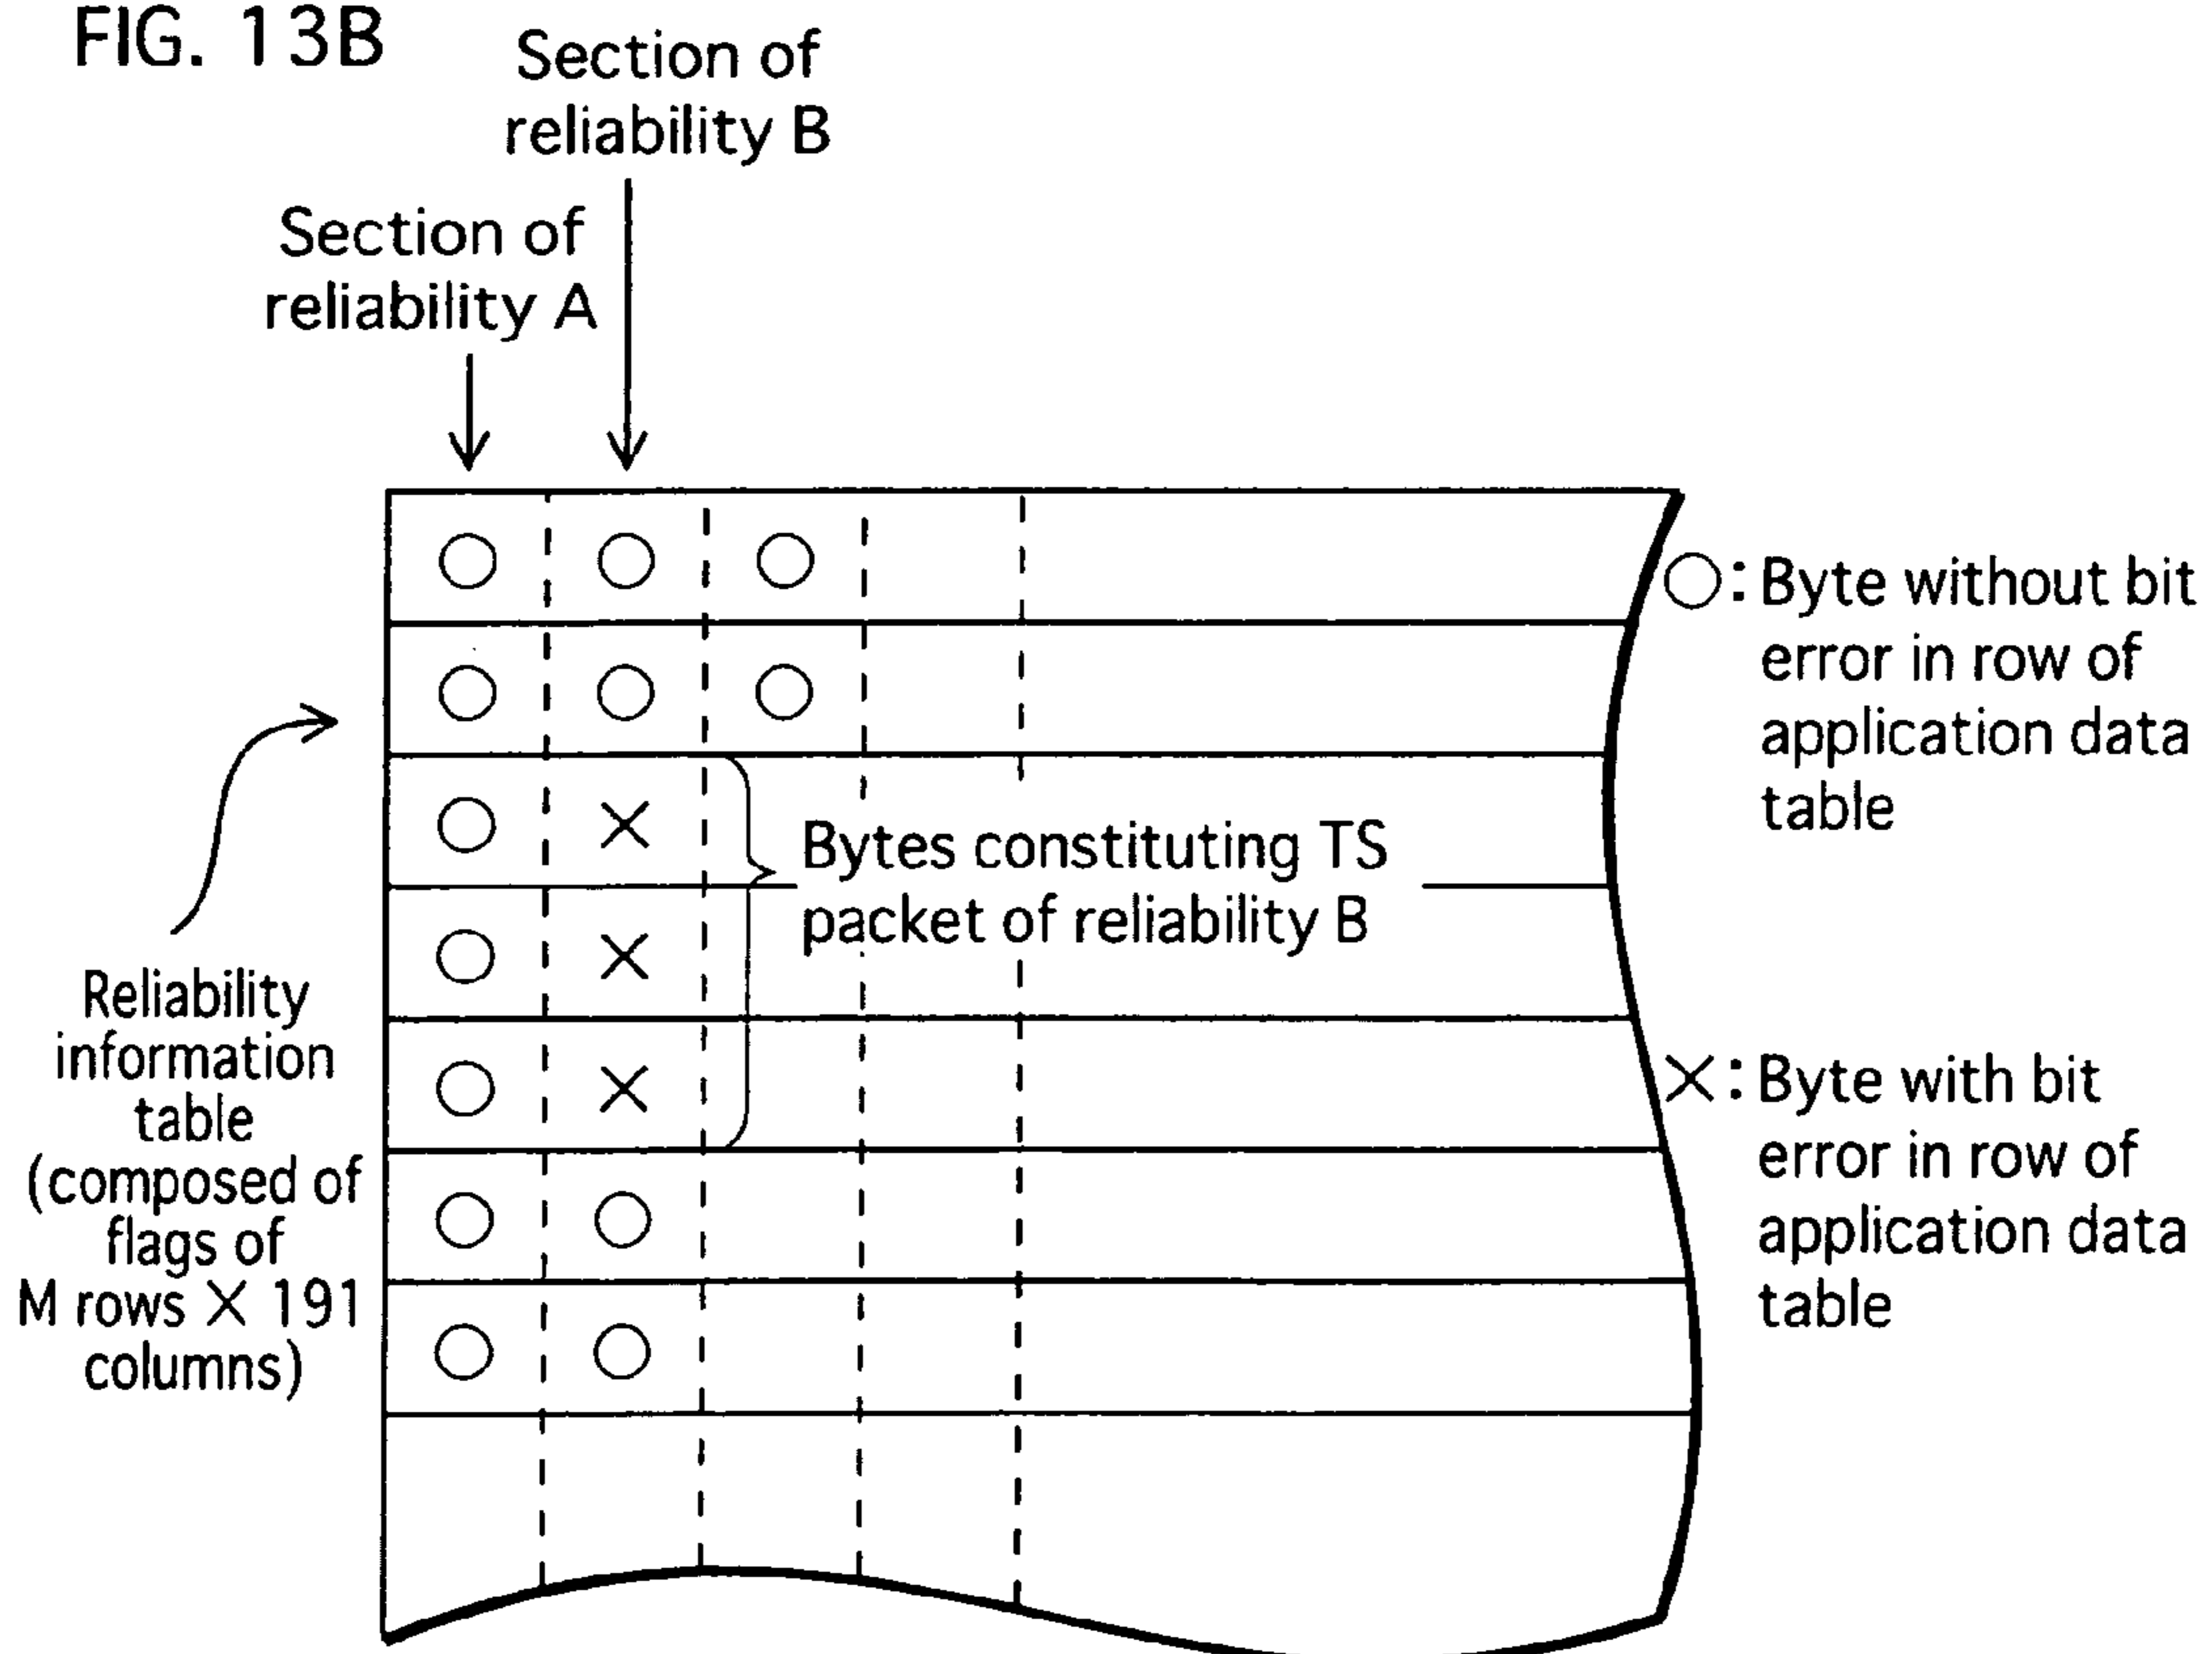 FIG. 13B
Section of
reliability B
Section of
reliability A
○ ○ ○
○ ○ ○
○ ×
○ ×
○ ×
○ ○
○ ○
Bytes constituting TS
packet of reliability B
Reliability
information
table
(composed of
flags of
M rows × 191
columns)
○: Byte without bit
error in row of
application data
table
×: Byte with bit
error in row of
application data
table